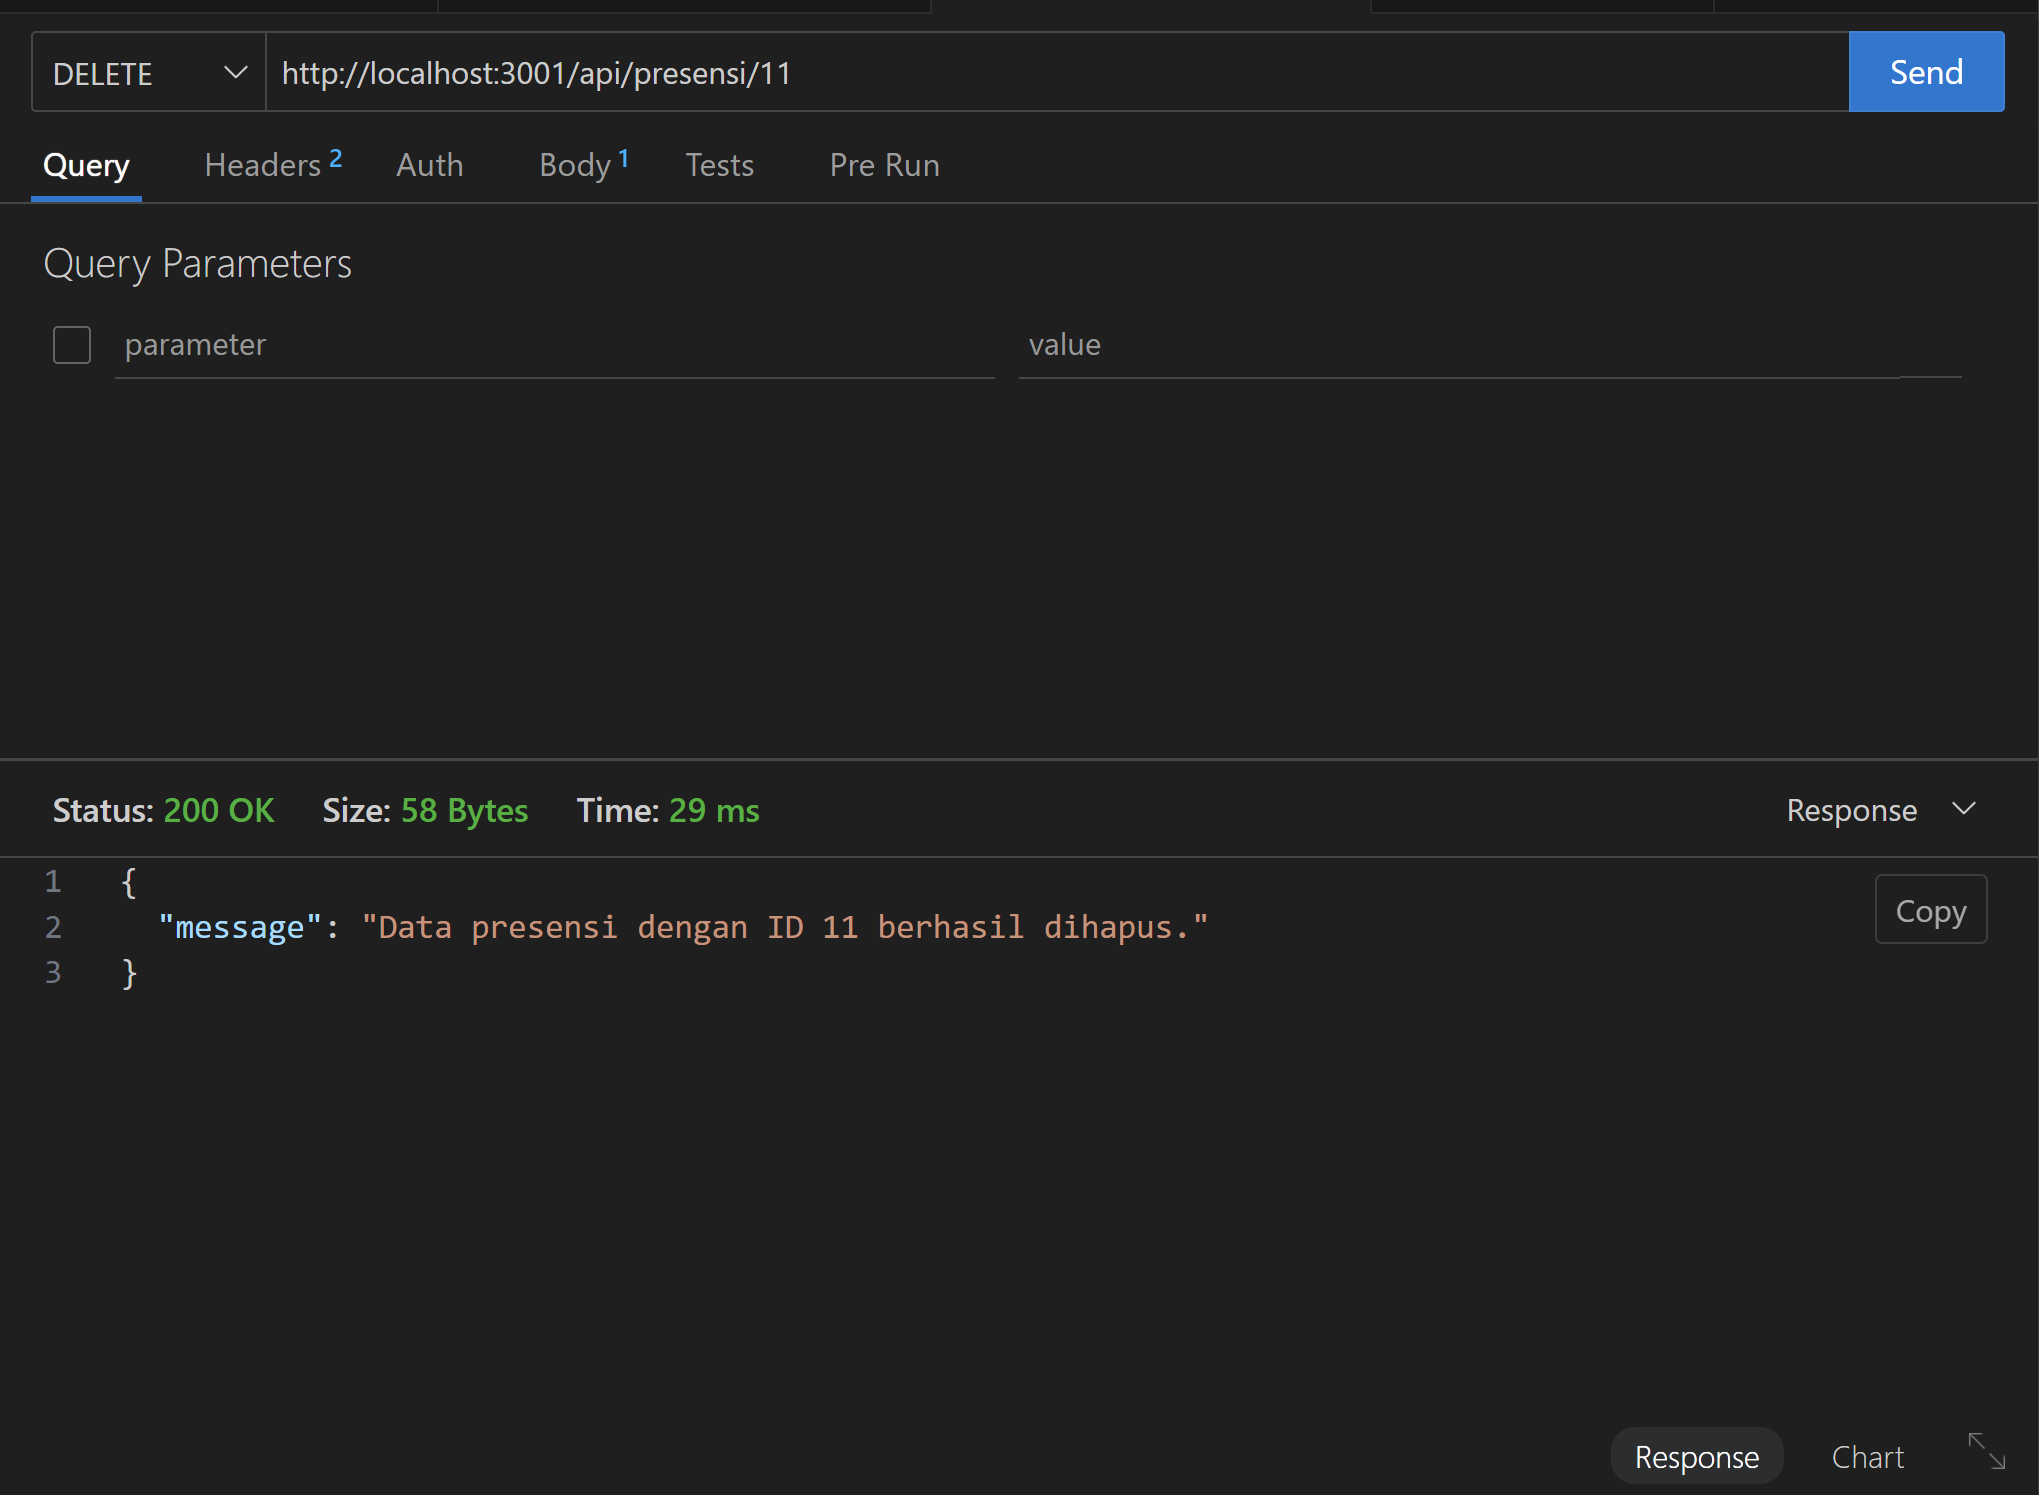 DELETE http://localhost:3001/api/presensi/11 Send
Query Headers 2 Auth Body 1 Tests Pre Run
Query Parameters
parameter value
Status: 200 OK Size: 58 Bytes Time: 29 ms Response
1 {
2 "message": "Data presensi dengan ID 11 berhasil dihapus."
3 }
Copy
Response Chart